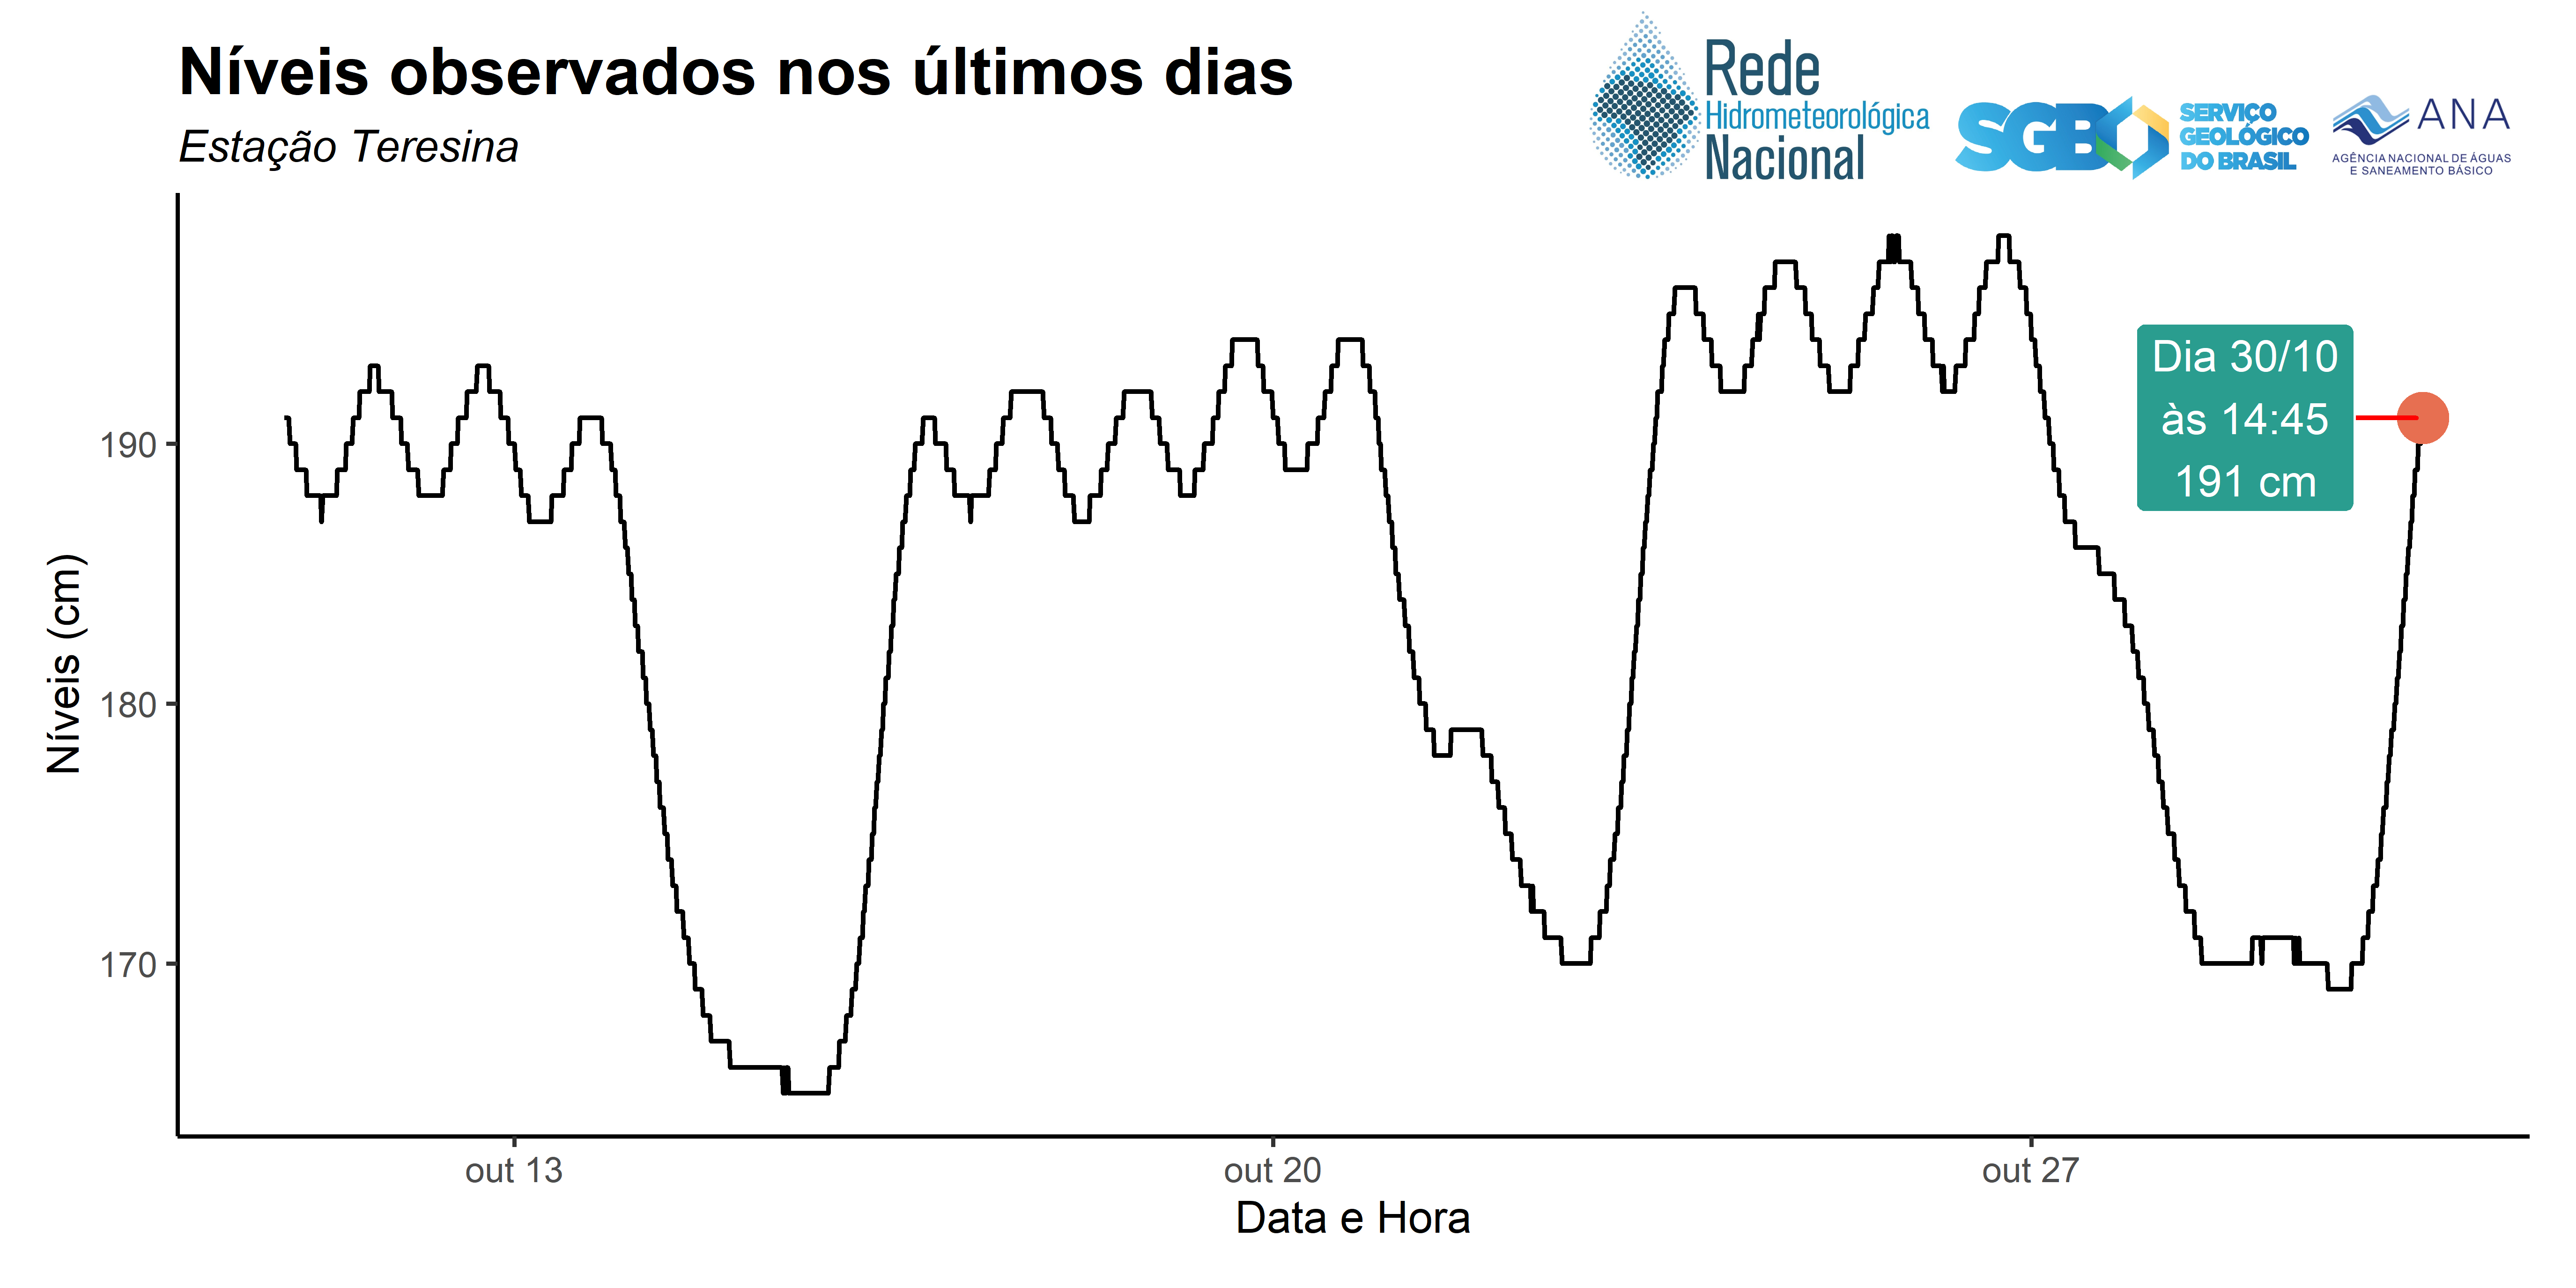 Níveis observados nos últimos dias
Estação Teresina
Rede
Hidrometeorológica
Nacional
SGB
SERVIÇO
GEOLÓGICO
DO BRASIL
ANA
AGÊNCIA NACIONAL DE ÁGUAS
E SANEAMENTO BÁSICO
Níveis (cm)
190
180
170
Dia 30/10
às 14:45
191 cm
out 13
out 20
out 27
Data e Hora